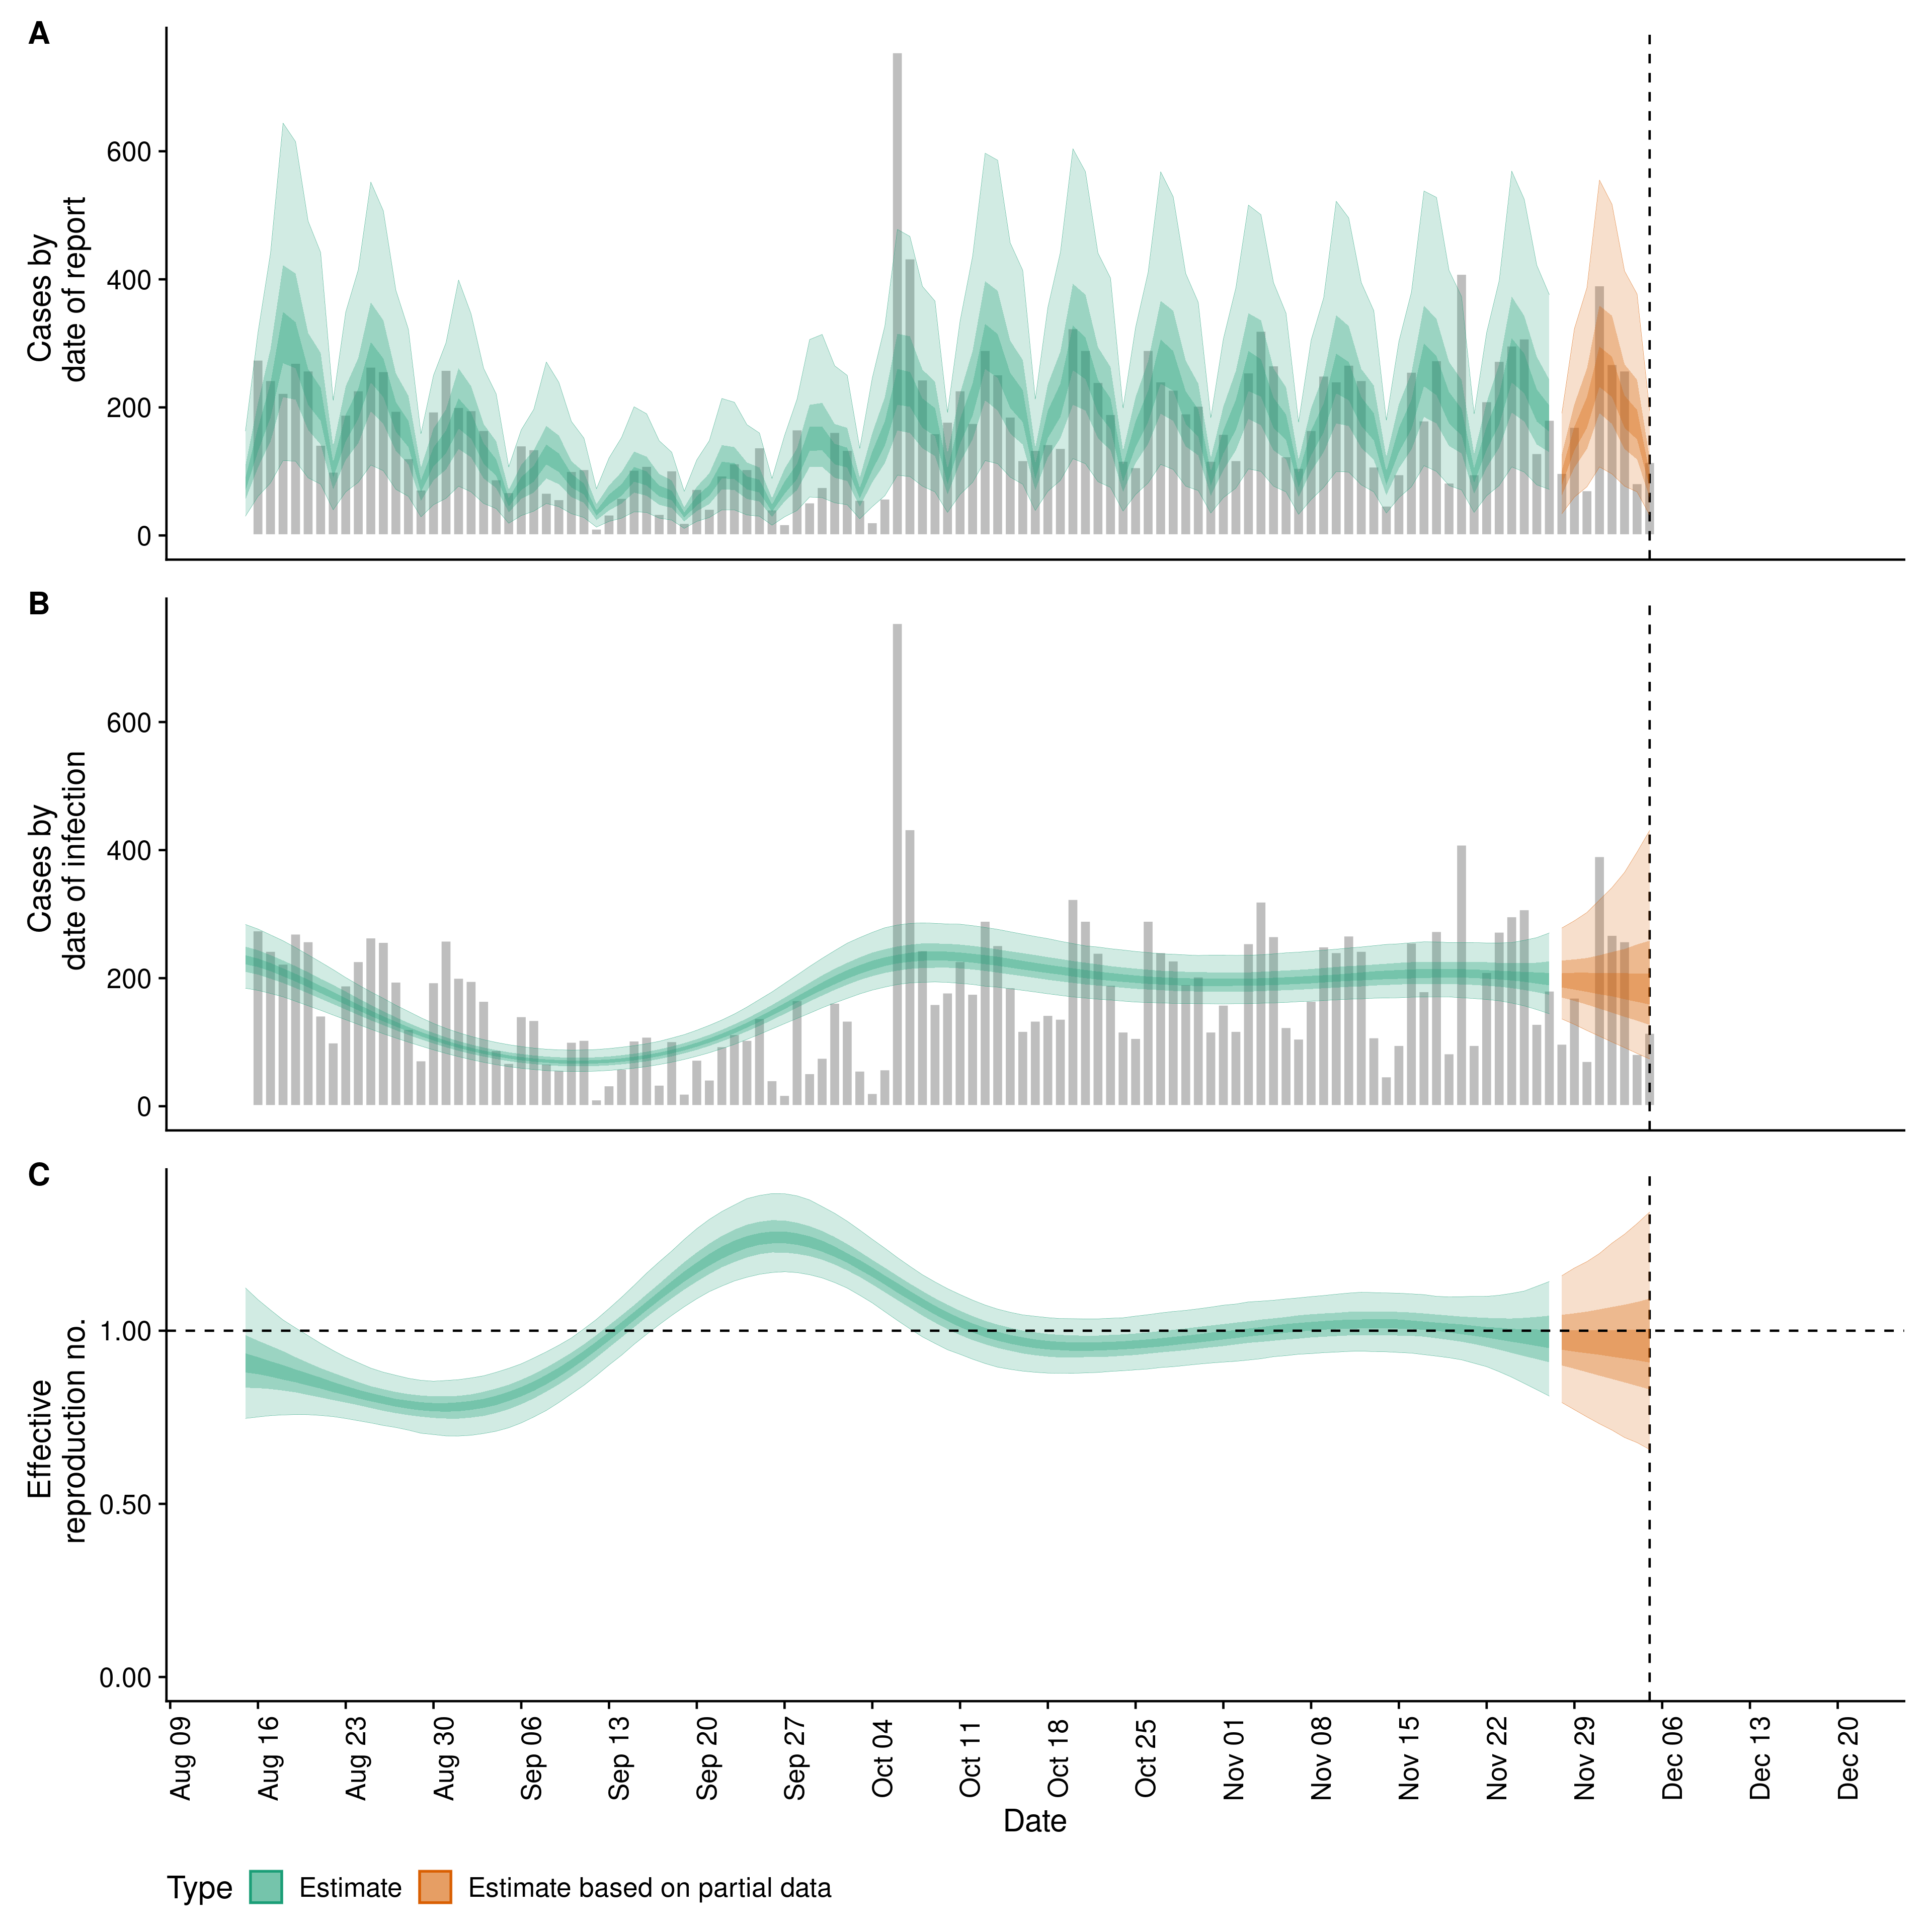 A
Cases by
date of report
600
400
200
0
B
Cases by
date of infection
600
400
200
0
C
Effective
reproduction no.
1.00
0.50
0.00
Aug 09
Aug 16
Aug 23
Aug 30
Sep 06
Sep 13
Sep 20
Sep 27
Oct 04
Oct 11
Oct 18
Oct 25
Nov 01
Nov 08
Nov 15
Nov 22
Nov 29
Dec 06
Dec 13
Dec 20
Date
Type Estimate Estimate based on partial data